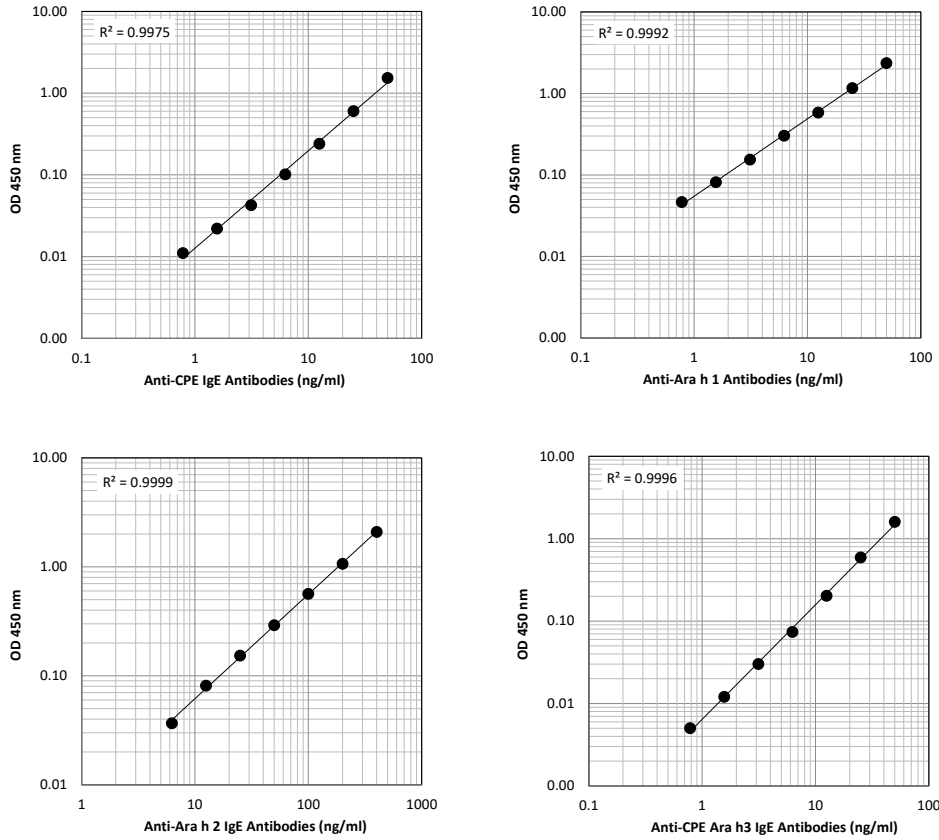 10.00
R² = 0.9975
1.00
0.10
0.01
0.00
OD 450 nm
0.1 1 10 100
Anti-CPE IgE Antibodies (ng/ml)
10.00
R² = 0.9992
1.00
0.10
0.01
0.00
OD 450 nm
0.1 1 10 100
Anti-Ara h 1 Antibodies (ng/ml)
10.00
R² = 0.9999
1.00
0.10
0.01
OD 450 nm
1 10 100 1000
Anti-Ara h 2 IgE Antibodies (ng/ml)
10.00
R² = 0.9996
1.00
0.10
0.01
0.00
OD 450 nm
0.1 1 10 100
Anti-CPE Ara h3 IgE Antibodies (ng/ml)